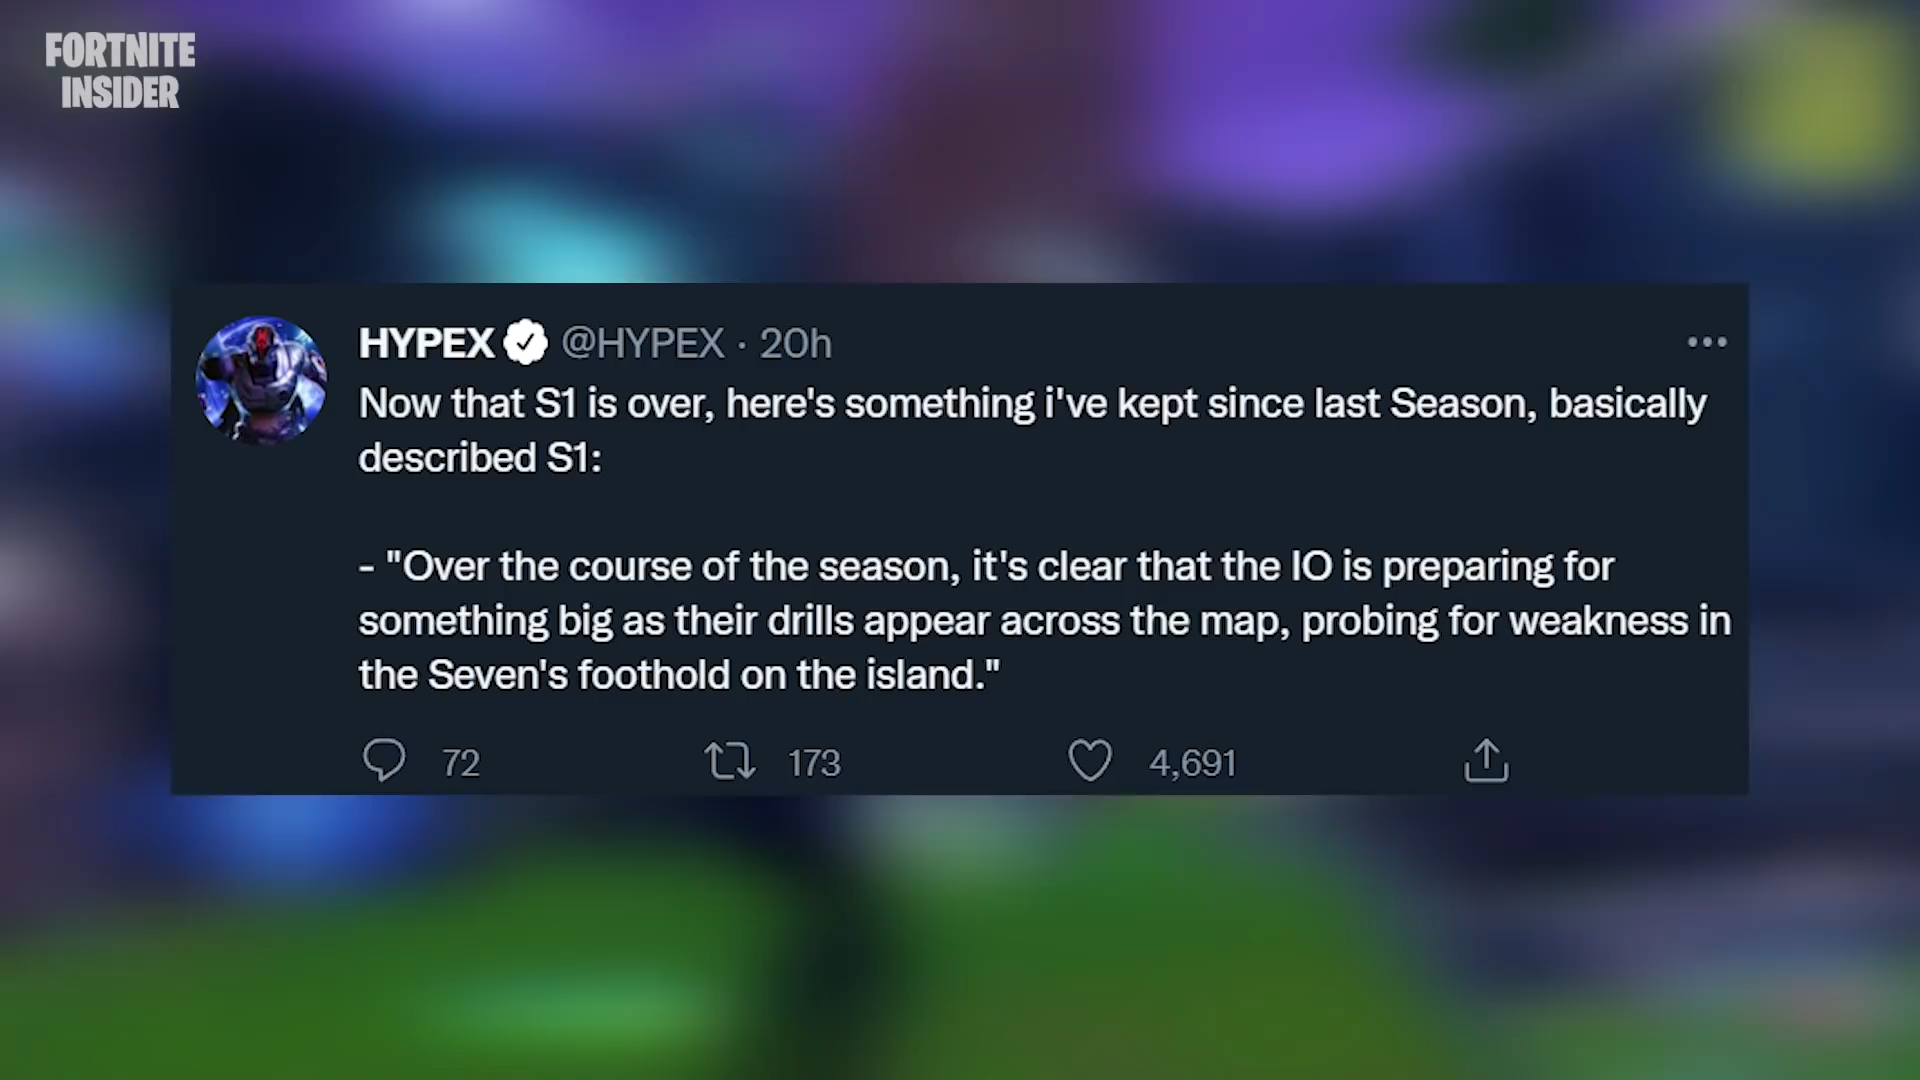 FORTNITE
INSIDER
HYPEX @HYPEX · 20h
Now that S1 is over, here's something i've kept since last Season, basically
described S1:
- "Over the course of the season, it's clear that the IO is preparing for
something big as their drills appear across the map, probing for weakness in
the Seven's foothold on the island."
72 173 4,691